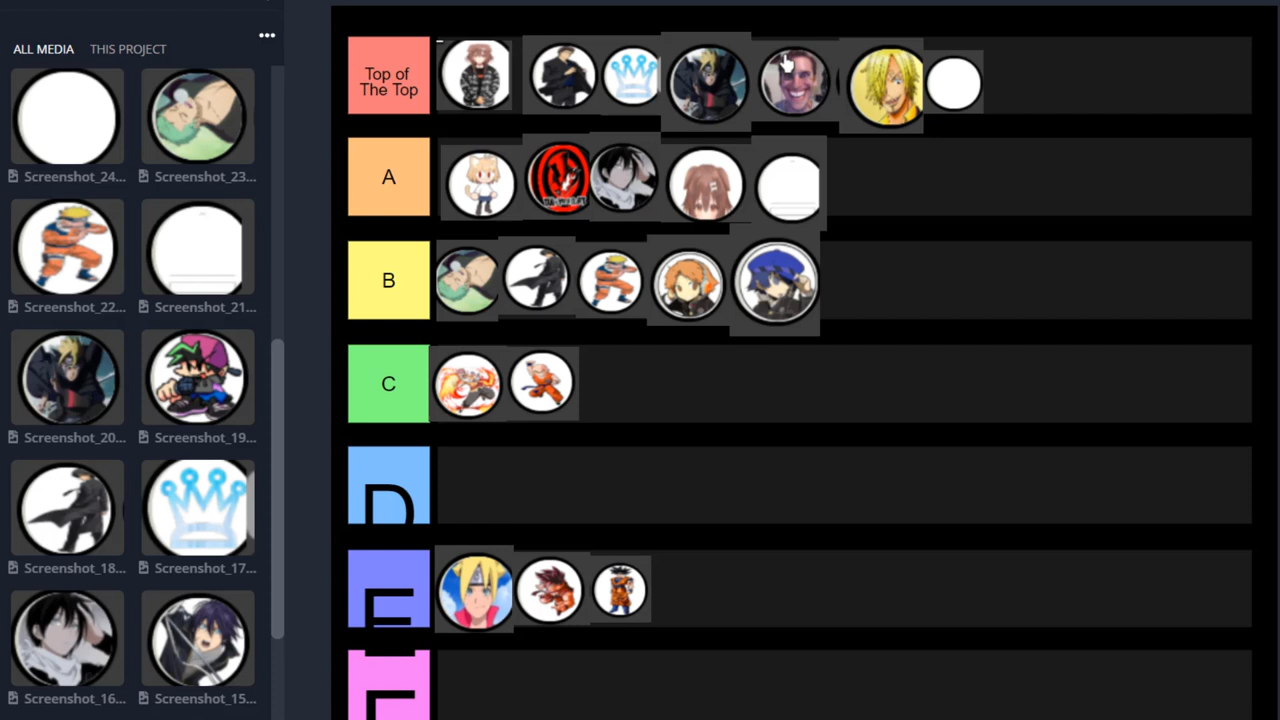 ALL MEDIA
THIS PROJECT
Screenshot_24...
Screenshot_23...
Screenshot_22...
Screenshot_21...
Screenshot_20...
Screenshot_19...
Screenshot_18...
Screenshot_17...
Screenshot_16...
Screenshot_15...
Top of
The Top
A
B
C
D
E